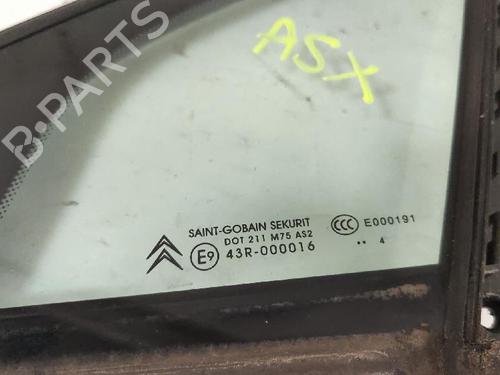 B-PARTS
ASX
SAINT-GOBAIN SEKURIT
DOT 211 M75 AS2
E9 43R-000016
CCC E000191
.. 4